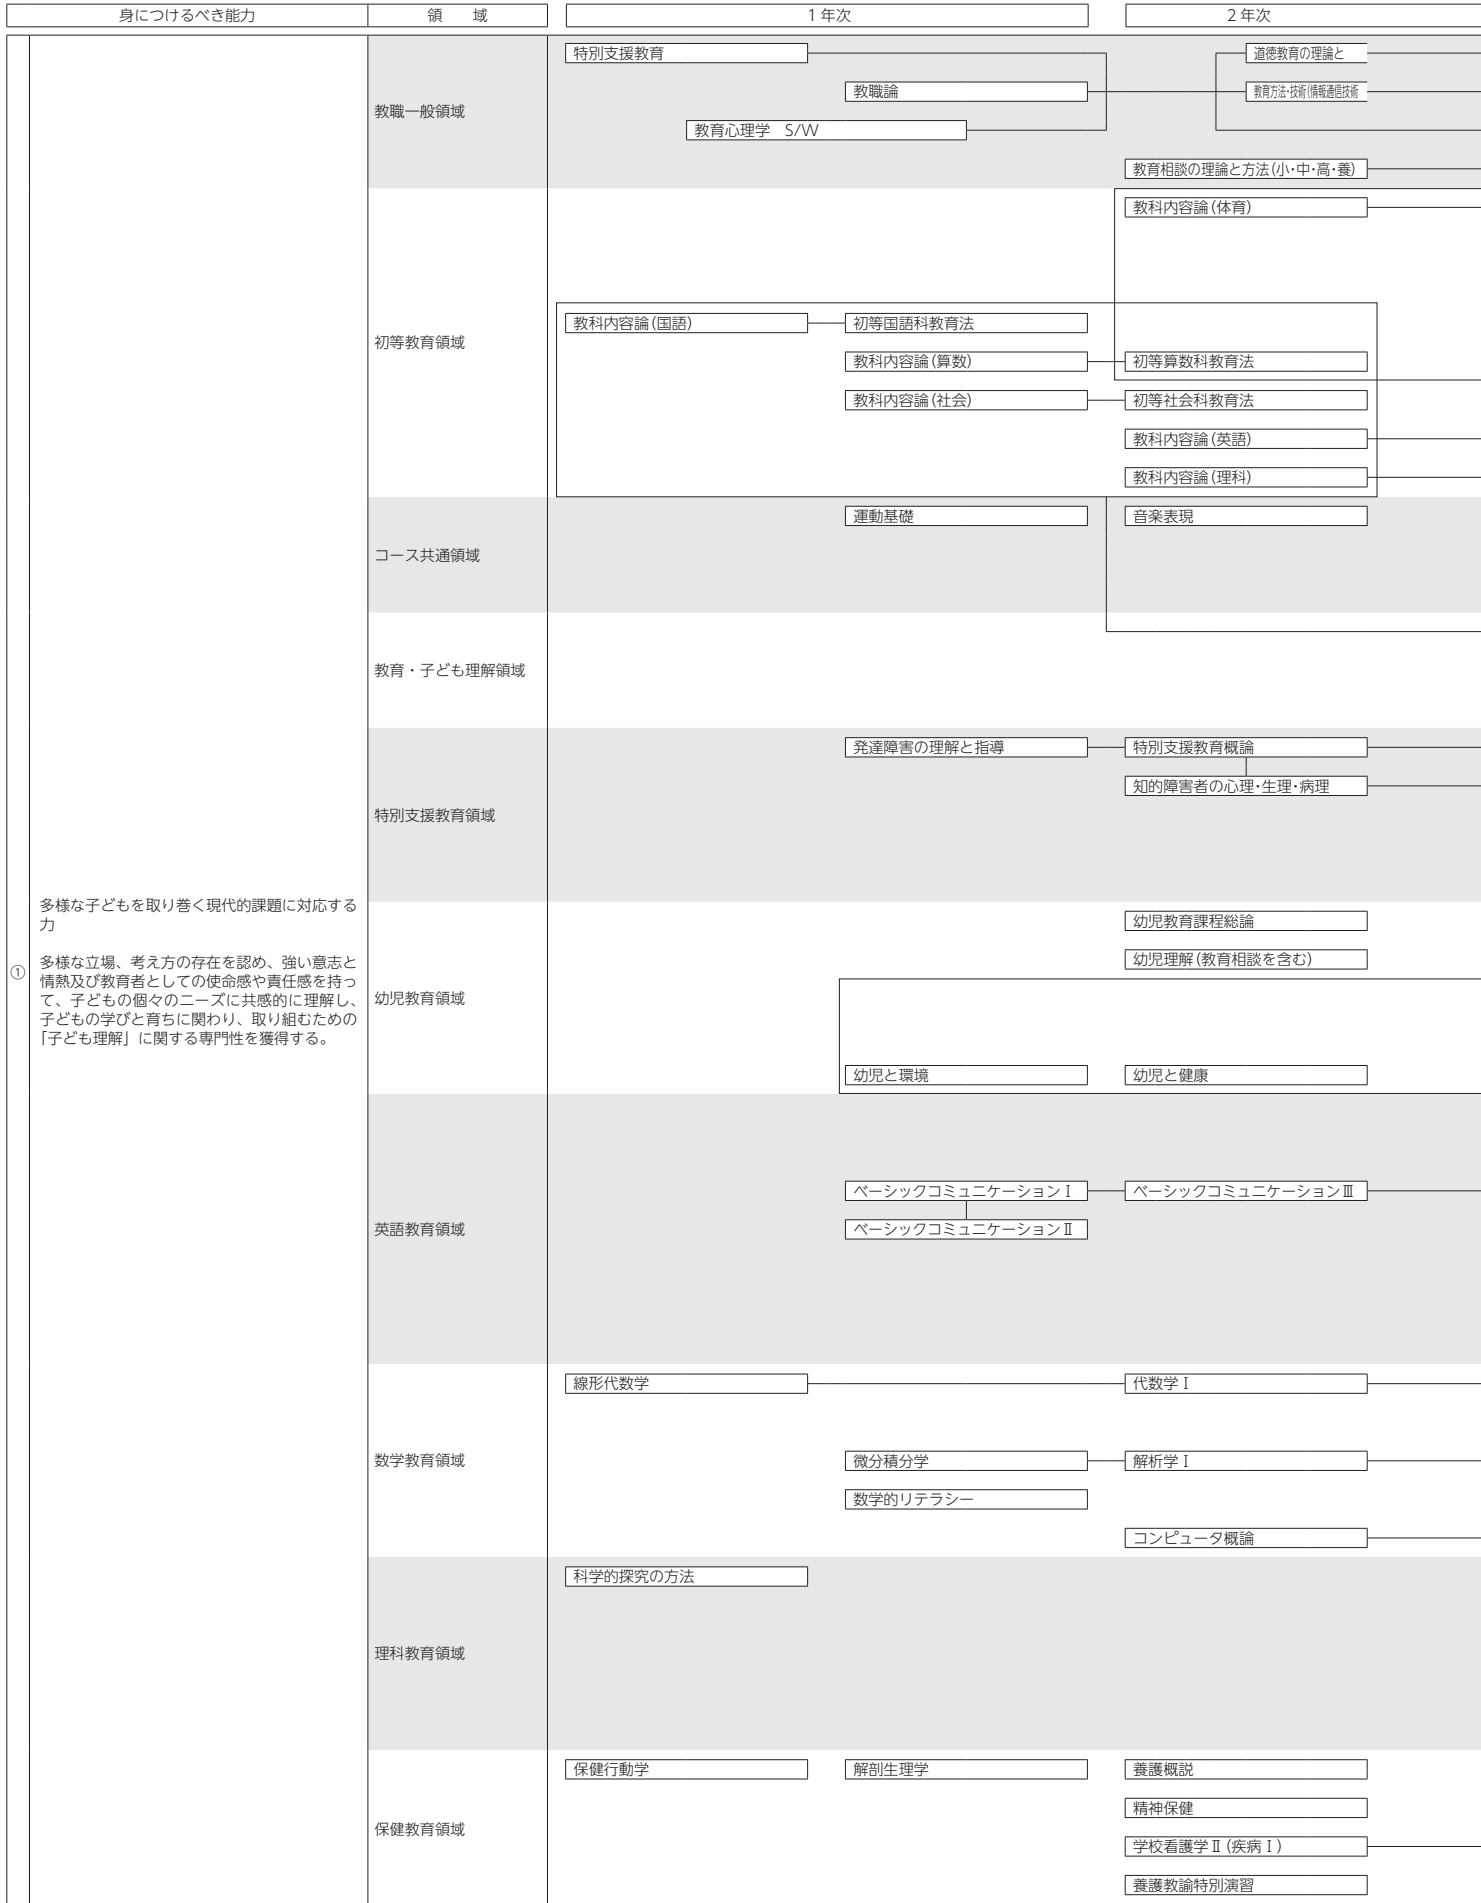 身につけるべき能力
領　域
1年次
2年次
教職一般領域
特別支援教育
道徳教育の理論と
教職論
教育方法・技術(情報通信技術
教育心理学　S/W
教育相談の理論と方法(小・中・高・養)
初等教育領域
教科内容論(体育)
教科内容論(国語)
初等国語科教育法
教科内容論(算数)
初等算数科教育法
教科内容論(社会)
初等社会科教育法
教科内容論(英語)
教科内容論(理科)
コース共通領域
運動基礎
音楽表現
教育・子ども理解領域
特別支援教育領域
発達障害の理解と指導
特別支援教育概論
知的障害者の心理・生理・病理
①
多様な子どもを取り巻く現代的課題に対応する
力
多様な立場、考え方の存在を認め、強い意志と
情熱及び教育者としての使命感や責任感を持っ
て、子どもの個々のニーズに共感的に理解し、
子どもの学びと育ちに関わり、取り組むための
「子ども理解」に関する専門性を獲得する。
幼児教育領域
幼児教育課程総論
幼児理解(教育相談を含む)
幼児と環境
幼児と健康
英語教育領域
ベーシックコミュニケーションⅠ
ベーシックコミュニケーションⅢ
ベーシックコミュニケーションⅡ
数学教育領域
線形代数学
代数学Ⅰ
微分積分学
解析学Ⅰ
数学的リテラシー
コンピュータ概論
理科教育領域
科学的探究の方法
保健教育領域
保健行動学
解剖生理学
養護概説
精神保健
学校看護学Ⅱ(疾病Ⅰ)
養護教諭特別演習